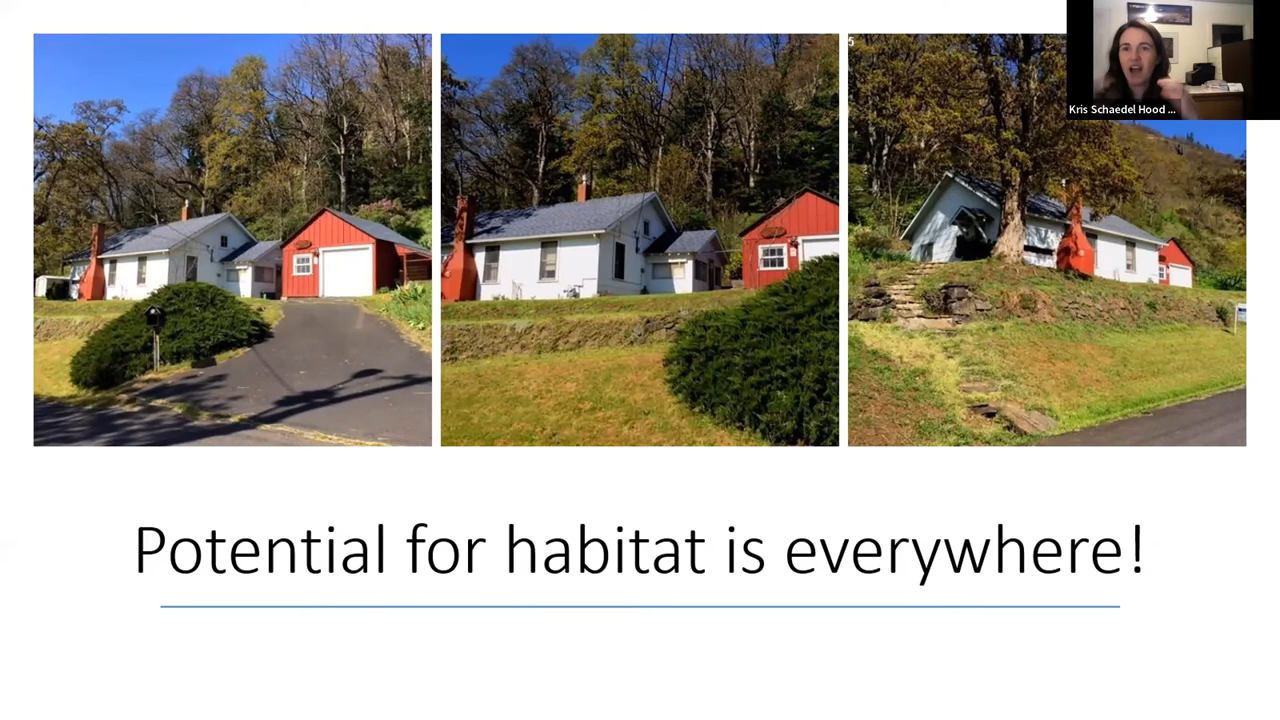 Kris Schaedel Hood ...
Potential for habitat is everywhere!